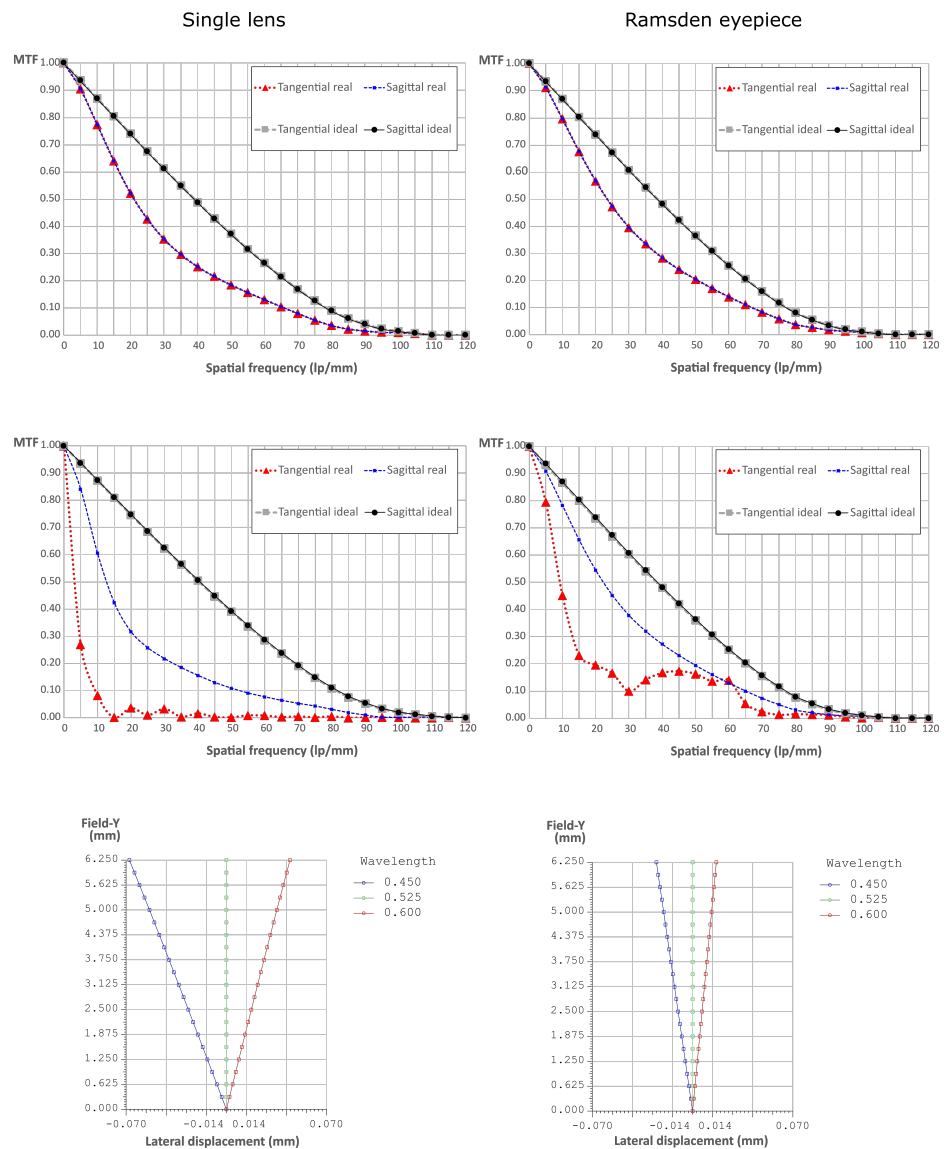 Single lens
Ramsden eyepiece
MTF
1.00
0.90
0.80
0.70
0.60
0.50
0.40
0.30
0.20
0.10
0.00
Tangential real Sagittal real
Tangential ideal Sagittal ideal
0 10 20 30 40 50 60 70 80 90 100 110 120
Spatial frequency (lp/mm)
MTF
1.00
0.90
0.80
0.70
0.60
0.50
0.40
0.30
0.20
0.10
0.00
Tangential real Sagittal real
Tangential ideal Sagittal ideal
0 10 20 30 40 50 60 70 80 90 100 110 120
Spatial frequency (lp/mm)
MTF
1.00
0.90
0.80
0.70
0.60
0.50
0.40
0.30
0.20
0.10
0.00
Tangential real Sagittal real
Tangential ideal Sagittal ideal
0 10 20 30 40 50 60 70 80 90 100 110 120
Spatial frequency (lp/mm)
MTF
1.00
0.90
0.80
0.70
0.60
0.50
0.40
0.30
0.20
0.10
0.00
Tangential real Sagittal real
Tangential ideal Sagittal ideal
0 10 20 30 40 50 60 70 80 90 100 110 120
Spatial frequency (lp/mm)
Field-Y
(mm)
6.250
5.625
5.000
4.375
3.750
3.125
2.500
1.875
1.250
0.625
0.000
Wavelength
0.450
0.525
0.600
-0.070 -0.014 0.014 0.070
Lateral displacement (mm)
Field-Y
(mm)
6.250
5.625
5.000
4.375
3.750
3.125
2.500
1.875
1.250
0.625
0.000
Wavelength
0.450
0.525
0.600
-0.070 -0.014 0.014 0.070
Lateral displacement (mm)